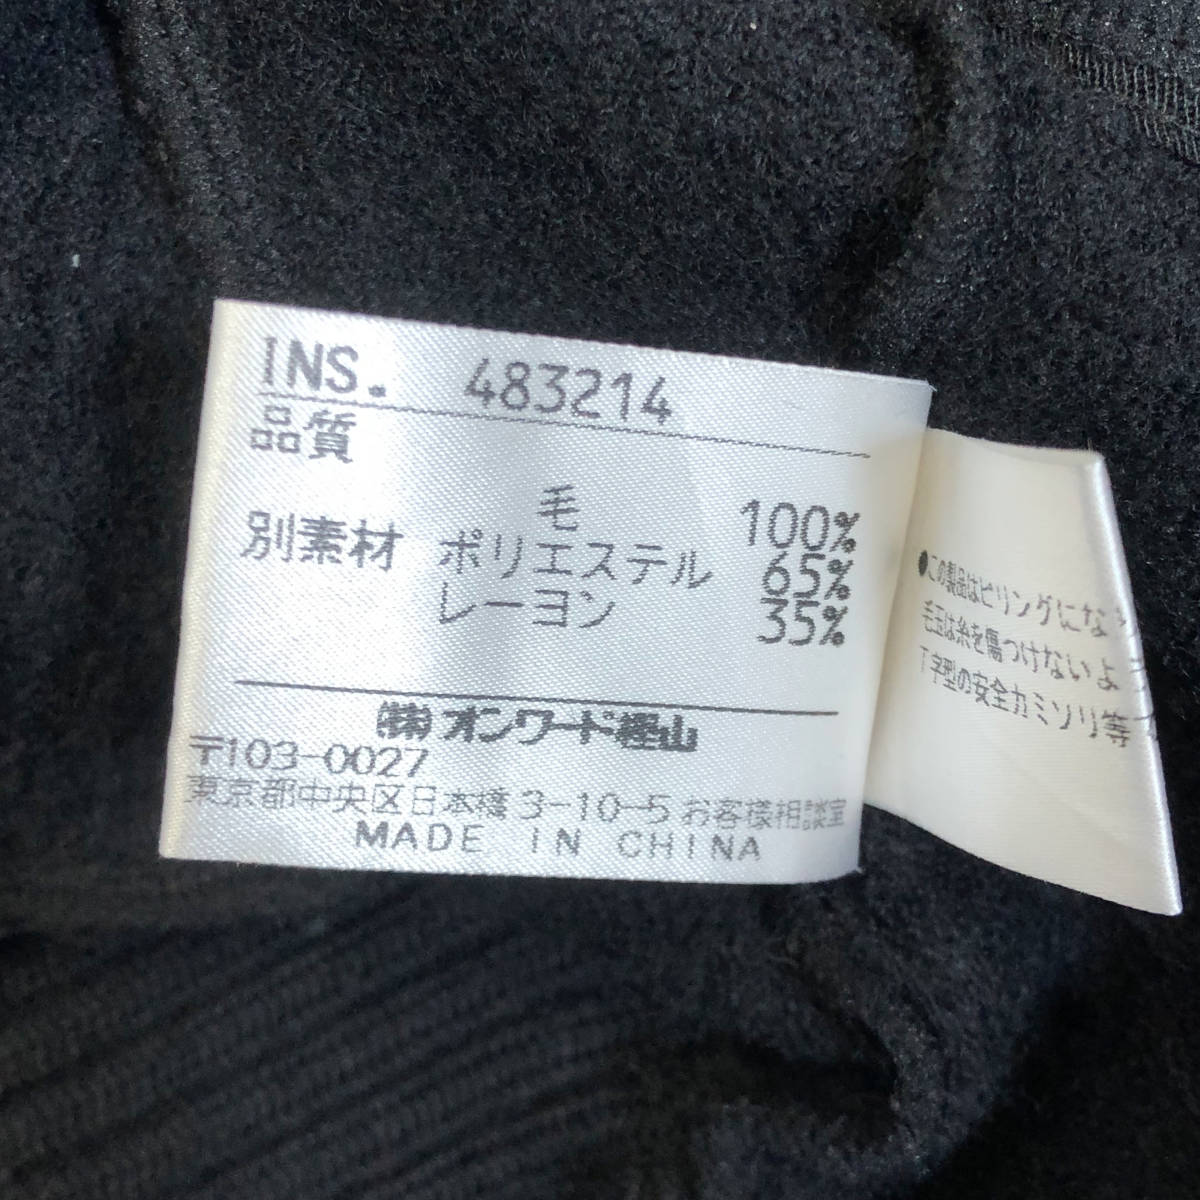 INS. 483214
品質
毛 100%
別素材 ポリエステル 65%
レーヨン 35%
(株)オンワード樫山
〒103-0027
東京都中央区日本橋3-10-5 お客様相談室
MADE IN CHINA
●この製品はピリングにな
毛玉は糸を傷つけないよう
T字型の安全カミソリ等